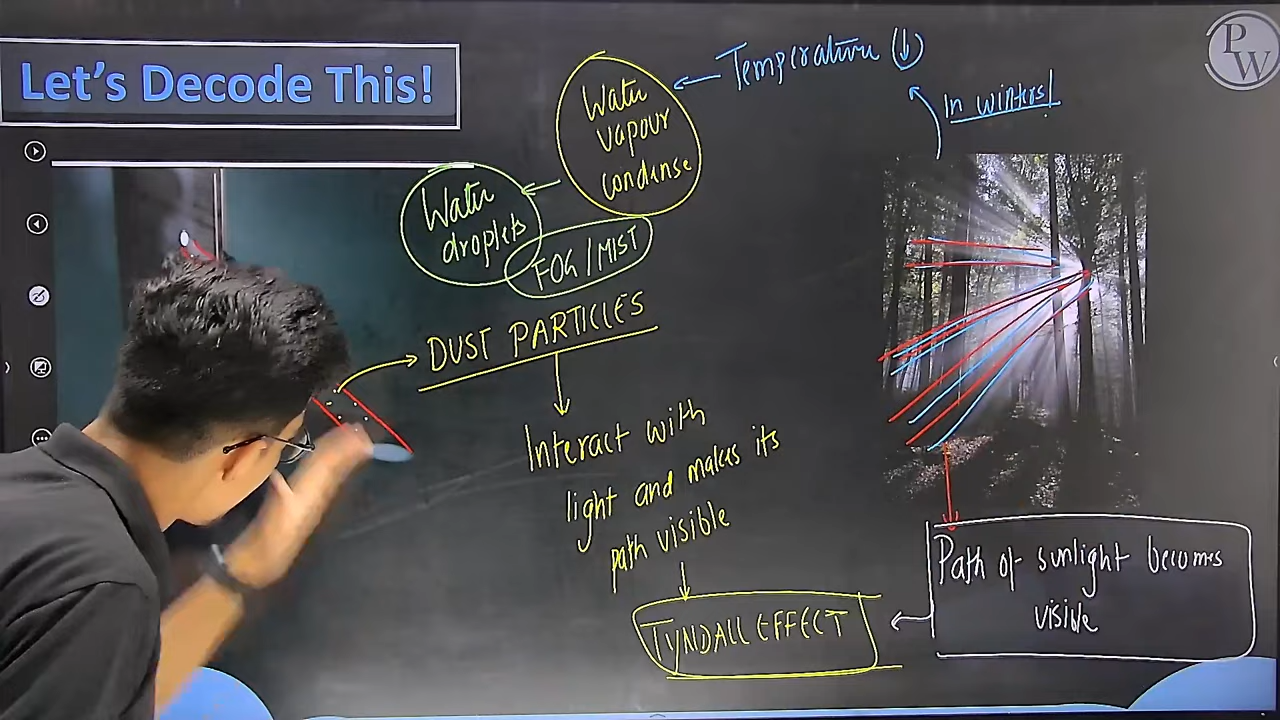 Let's Decode This!
Temperature (↓)
In winters!
Water
vapour
condense
Water
droplets
FOG / MIST
DUST PARTICLES
Interact with
light and makes its
path visible
TYNDALL EFFECT
Path of sunlight becomes
visible
P
W